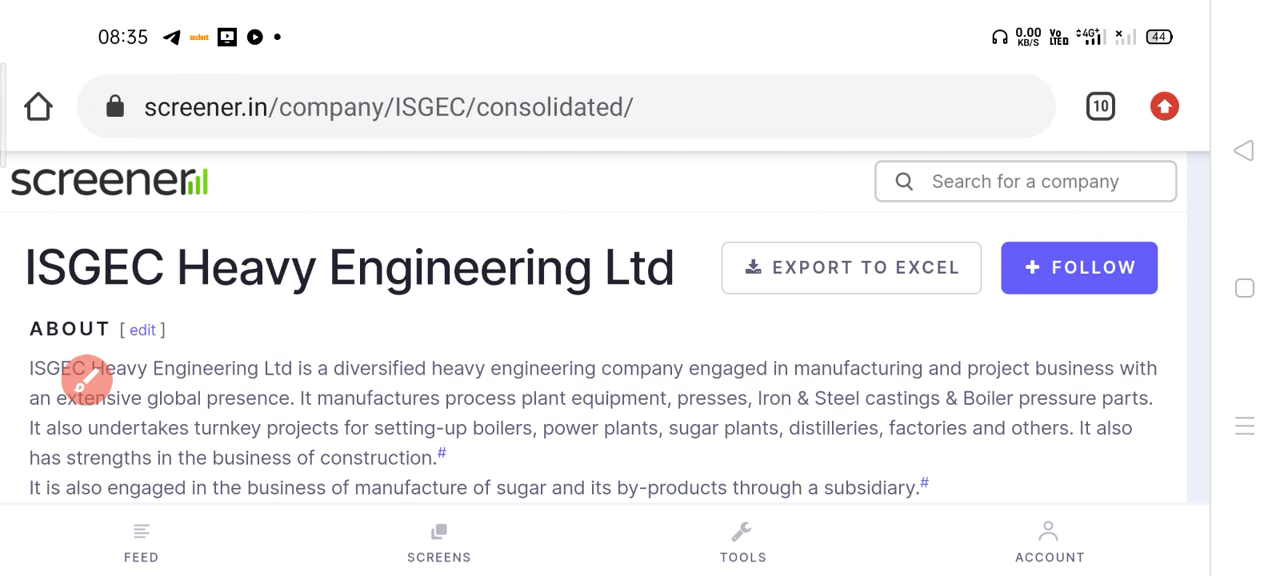 08:35
0.00 KB/S
Vo LTE
4G+
44
screener.in/company/ISGEC/consolidated/
10
screener
Search for a company
ISGEC Heavy Engineering Ltd
EXPORT TO EXCEL
+ FOLLOW
ABOUT [ edit ]
ISGEC Heavy Engineering Ltd is a diversified heavy engineering company engaged in manufacturing and project business with
an extensive global presence. It manufactures process plant equipment, presses, Iron & Steel castings & Boiler pressure parts.
It also undertakes turnkey projects for setting-up boilers, power plants, sugar plants, distilleries, factories and others. It also
has strengths in the business of construction.#
It is also engaged in the business of manufacture of sugar and its by-products through a subsidiary.#
FEED
SCREENS
TOOLS
ACCOUNT